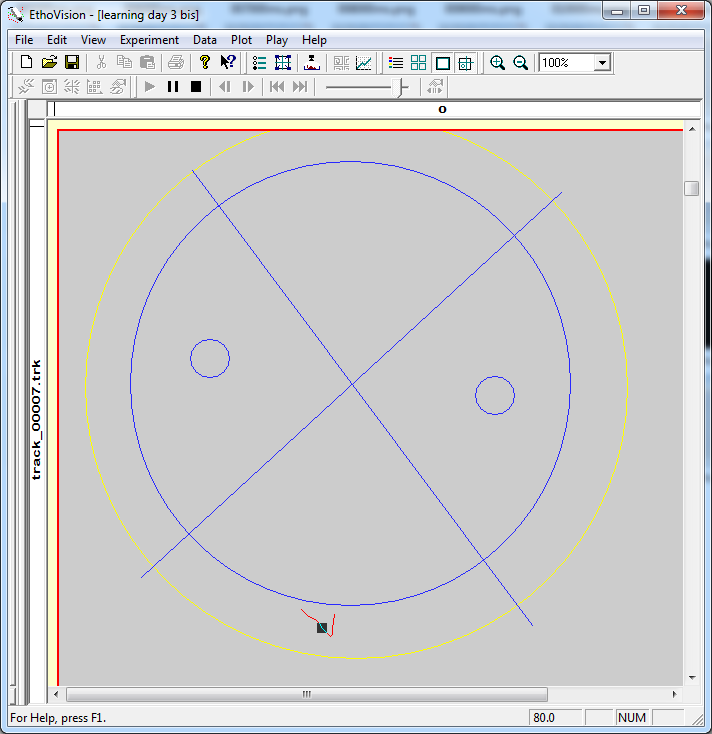 EthoVision - [learning day 3 bis]
File Edit View Experiment Data Plot Play Help
100%
o
track_00007.trk
For Help, press F1.
80.0
NUM